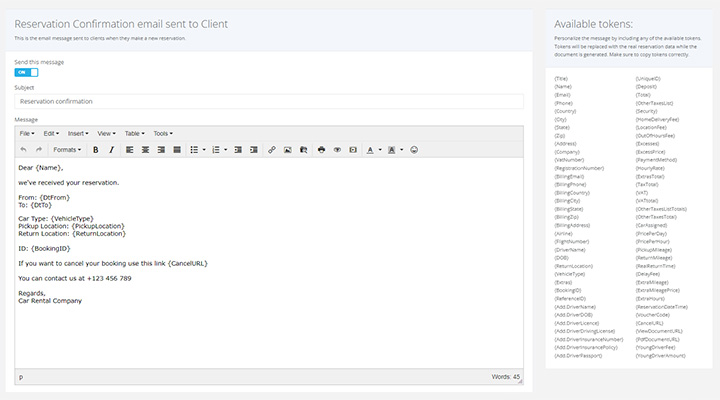 Reservation Confirmation email sent to Client
This is the email message sent to clients when they make a new reservation.
Send this message
ON
Subject
Reservation confirmation
Message
File Edit Insert View Table Tools
Formats B I A A
Dear {Name},
we've received your reservation.
From: {DtFrom}
To: {DtTo}
Car Type: {VehicleType}
Pickup Location: {PickupLocation}
Return Location: {ReturnLocation}
ID: {BookingID}
If you want to cancel your booking use this link {CancelURL}
You can contact us at +123 456 789
Regards,
Car Rental Company
p Words: 45
Available tokens:
Personalize the message by including any of the available tokens.
Tokens will be replaced with the real reservation data while the
document is generated. Make sure to copy tokens correctly.
{Title} {UniqueID}
{Name} {Deposit}
{Email} {Total}
{Phone} {OtherTaxesList}
{Country} {Security}
{City} {HomeDeliveryFee}
{State} {LocationFee}
{Zip} {OutOfHoursFee}
{Address} {Excesses}
{Company} {ExcessPrice}
{VatNumber} {PaymentMethod}
{RegistrationNumber} {HourlyRate}
{BillingEmail} {ExtrasTotal}
{BillingPhone} {TaxTotal}
{BillingCountry} {VAT}
{BillingCity} {VATtotal}
{BillingState} {OtherTaxesListTotals}
{BillingZip} {OtherTaxesTotal}
{BillingAddress} {CarAssigned}
{Airline} {PricePerDay}
{FlightNumber} {PricePerHour}
{DriverName} {PickupMileage}
{DOB} {ReturnMileage}
{ReturnLocation} {RealReturnTime}
{VehicleType} {DelayFee}
{Extras} {ExtraMileage}
{BookingID} {ExtraMileagePrice}
{ReferenceID} {ExtraHours}
{Add.DriverName} {ReservationDateTime}
{Add.DriverDOB} {VoucherCode}
{Add.DriverLicence} {CancelURL}
{Add.DriverDrivingLicense} {ViewDocumentURL}
{Add.DriverInsuranceNumber} {PdfDocumentURL}
{Add.DriverInsurancePolicy} {YoungDriverFee}
{Add.DriverPassport} {YoungDriverAmount}